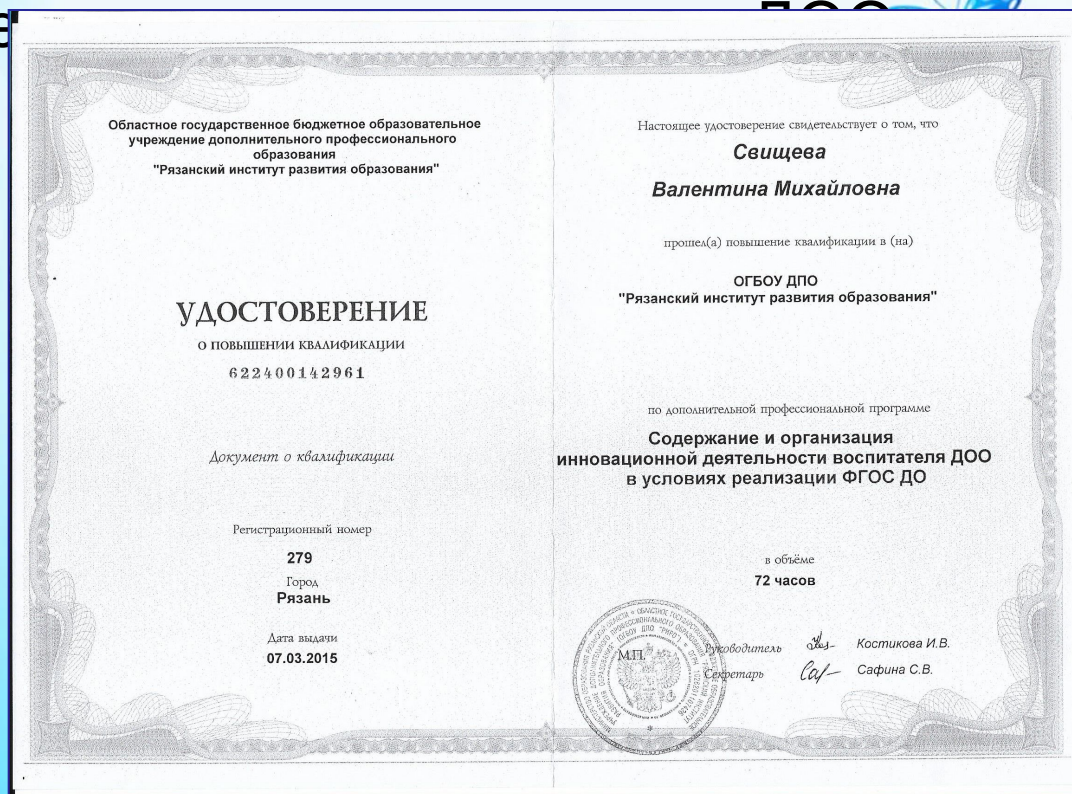 ДОО
Областное государственное бюджетное образовательное
учреждение дополнительного профессионального
образования
"Рязанский институт развития образования"
УДОСТОВЕРЕНИЕ
О ПОВЫШЕНИИ КВАЛИФИКАЦИИ
622400142961
Документ о квалификации
Регистрационный номер
279
Город
Рязань
Дата выдачи
07.03.2015
Настоящее удостоверение свидетельствует о том, что
Свищева
Валентина Михайловна
прошел(а) повышение квалификации в (на)
ОГБОУ ДПО
"Рязанский институт развития образования"
по дополнительной профессиональной программе
Содержание и организация
инновационной деятельности воспитателя ДОО
в условиях реализации ФГОС ДО
в объёме
72 часов
М.П.
Руководитель Костикова И.В.
Секретарь Сафина С.В.